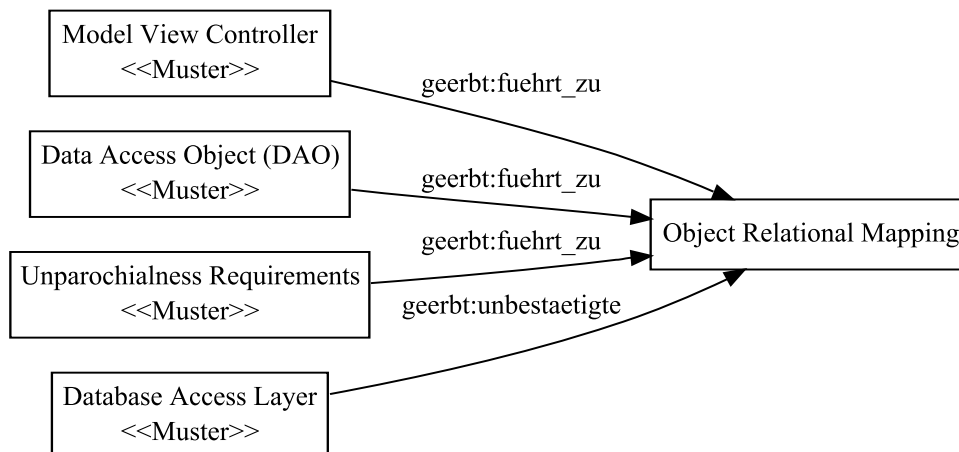 Model View Controller
<<Muster>>
geerbt:fuehrt_zu
Data Access Object (DAO)
<<Muster>>
geerbt:fuehrt_zu
Object Relational Mapping
Unparochialness Requirements
<<Muster>>
geerbt:fuehrt_zu
geerbt:unbestaetigte
Database Access Layer
<<Muster>>